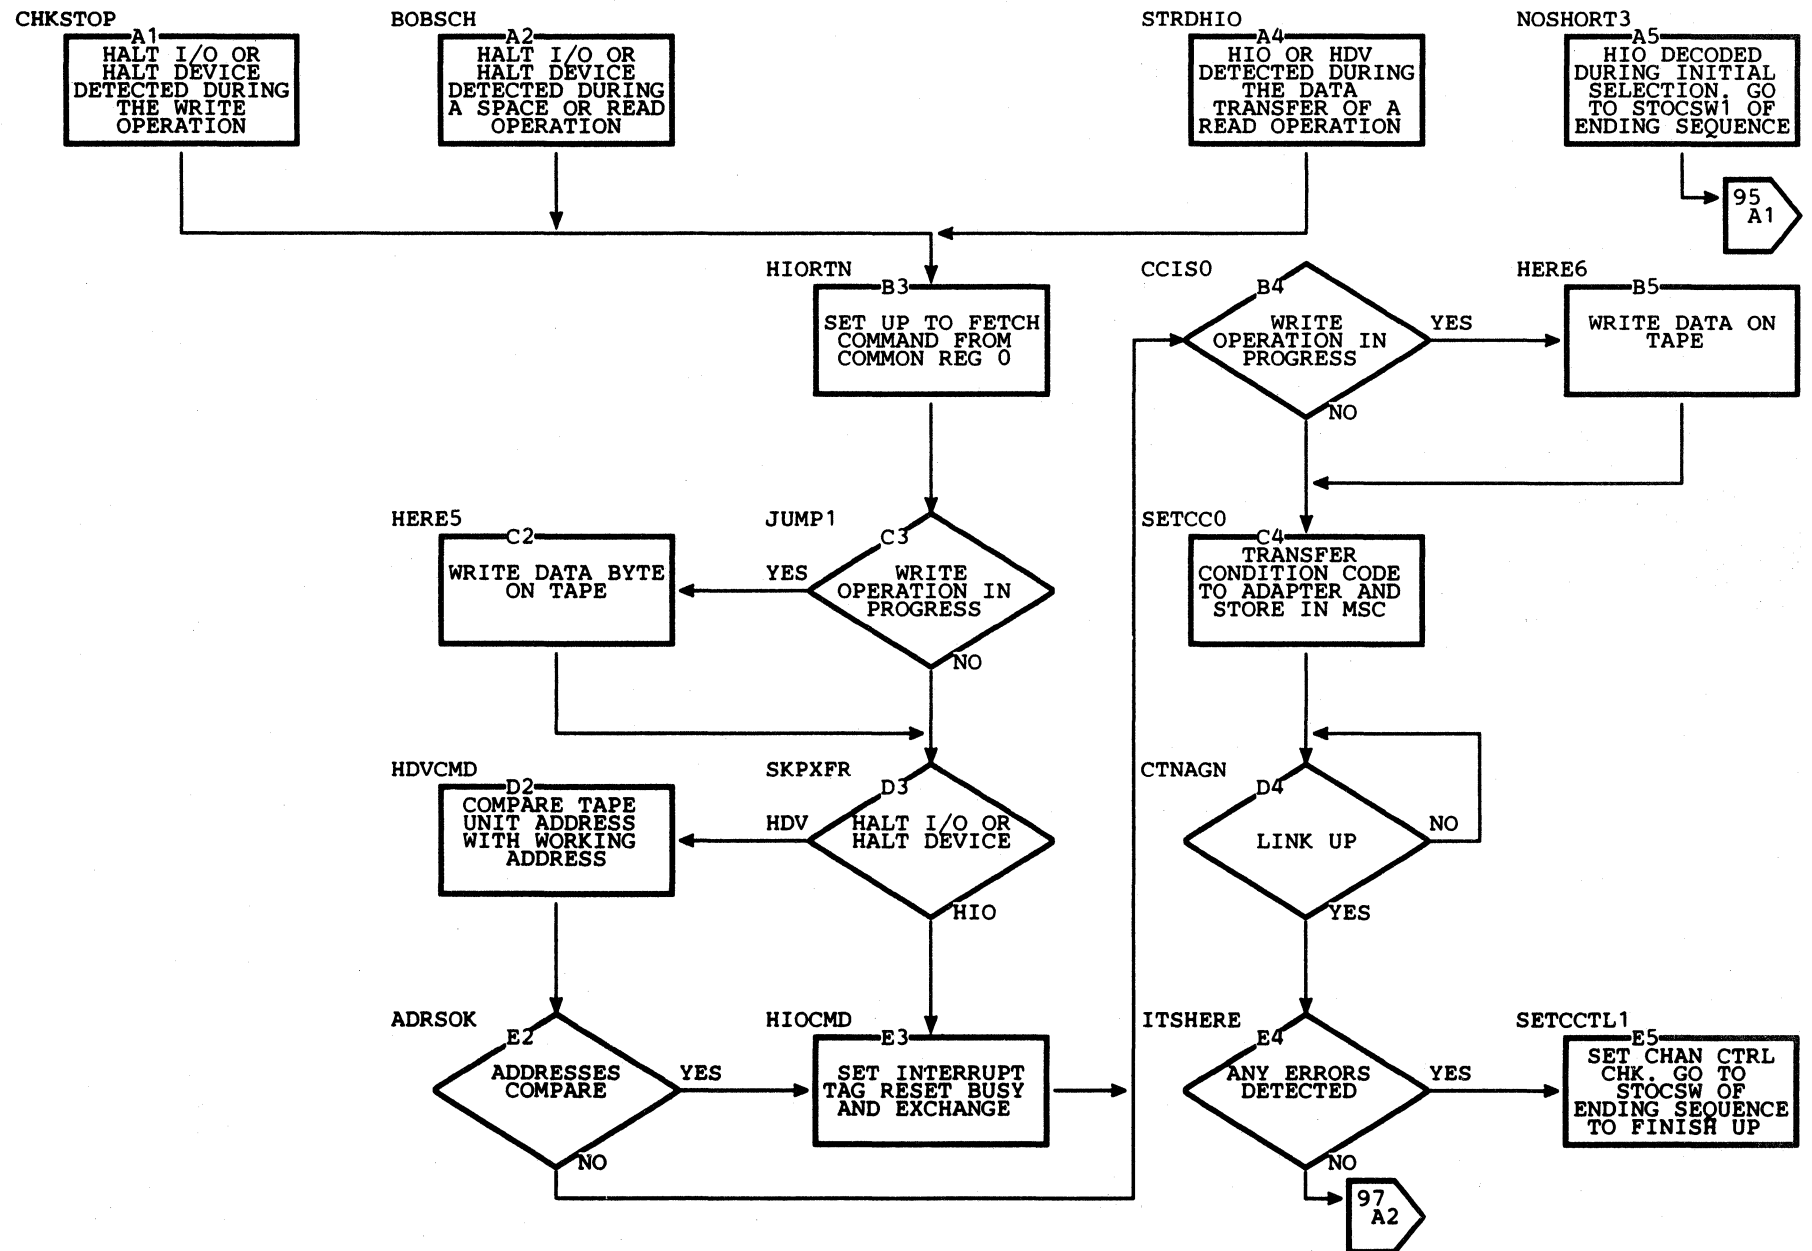 CHKSTOP
A1
HALT I/O OR
HALT DEVICE
DETECTED DURING
THE WRITE
OPERATION
BOBSCH
A2
HALT I/O OR
HALT DEVICE
DETECTED DURING
A SPACE OR READ
OPERATION
STRDHIO
A4
HIO OR HDV
DETECTED DURING
THE DATA
TRANSFER OF A
READ OPERATION
NOSHORT3
A5
HIO DECODED
DURING INITIAL
SELECTION. GO
TO STOCSW1 OF
ENDING SEQUENCE
95
A1
HIORTN
B3
SET UP TO FETCH
COMMAND FROM
COMMON REG 0
CCIS0
B4
WRITE
OPERATION IN
PROGRESS
YES
NO
HERE6
B5
WRITE DATA ON
TAPE
HERE5
C2
WRITE DATA BYTE
ON TAPE
JUMP1
C3
YES
WRITE
OPERATION IN
PROGRESS
NO
SETCC0
C4
TRANSFER
CONDITION CODE
TO ADAPTER AND
STORE IN MSC
HDVCMD
D2
COMPARE TAPE
UNIT ADDRESS
WITH WORKING
ADDRESS
SKPXFR
D3
HDV
HALT I/O OR
HALT DEVICE
HIO
CTNAGN
D4
LINK UP
NO
YES
ADRSOK
E2
ADDRESSES
COMPARE
YES
NO
HIOCMD
E3
SET INTERRUPT
TAG RESET BUSY
AND EXCHANGE
ITSHERE
E4
ANY ERRORS
DETECTED
YES
NO
SETCCTL1
E5
SET CHAN CTRL
CHK. GO TO
STOCSW OF
ENDING SEQUENCE
TO FINISH UP
97
A2